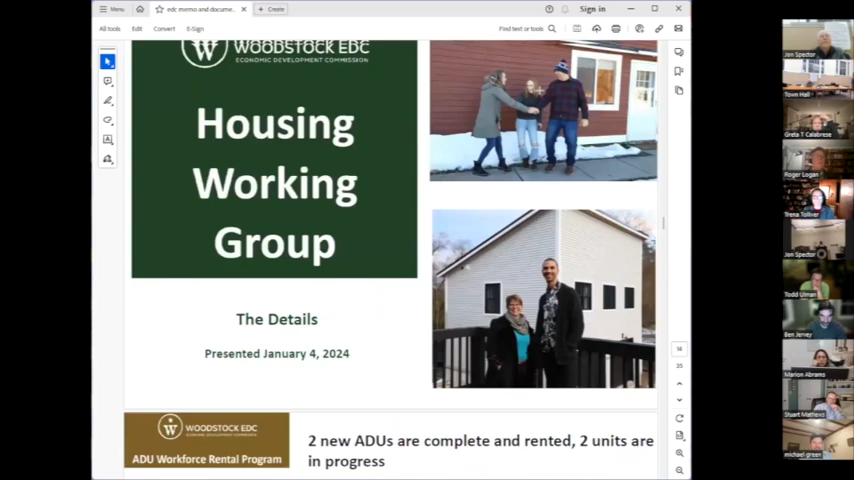 Menu
edc memo and docume...
Create
Sign in
All tools
Edit
Convert
E-Sign
Find text or tools
WOODSTOCK EDC
ECONOMIC DEVELOPMENT COMMISSION
Housing
Working
Group
The Details
Presented January 4, 2024
WOODSTOCK EDC
ECONOMIC DEVELOPMENT COMMISSION
ADU Workforce Rental Program
2 new ADUs are complete and rented, 2 units are
in progress
14
35
Jon Spector
Town Hall
Greta T Calabrese
Roger Logan
Trena Tolliver
Jon Spector
Todd Ulman
Ben Jervey
Marion Abrams
Stuart Matthews
michael green